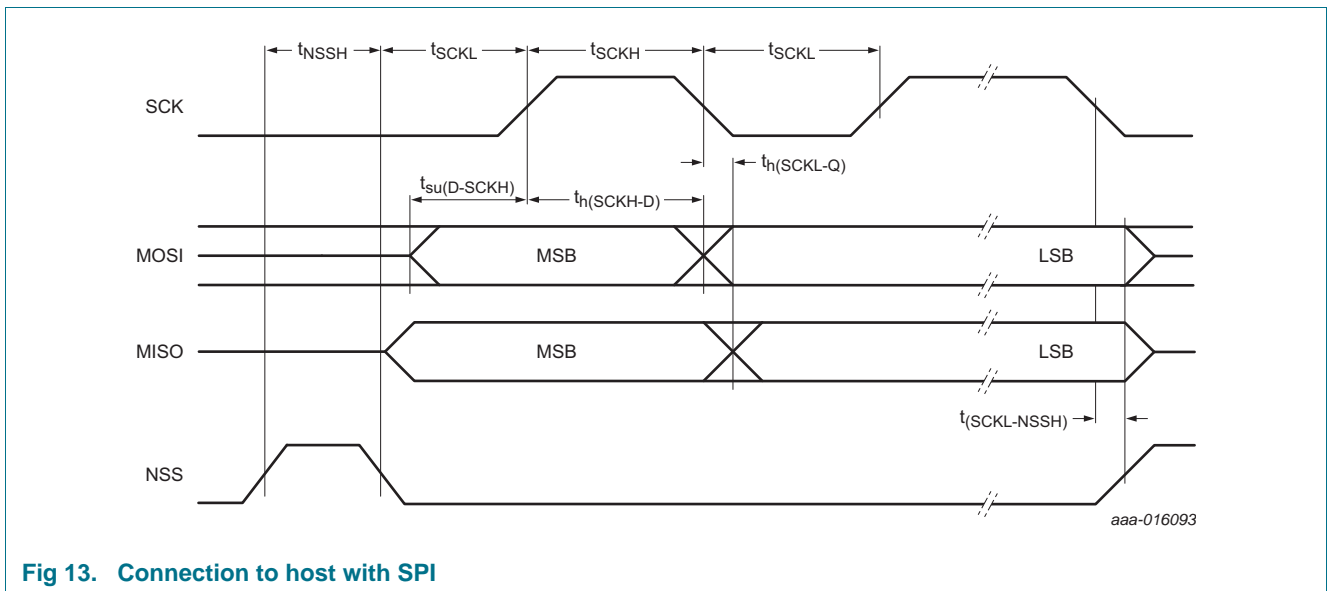 tNSSH tSCKL tSCKH tSCKL
SCK
th(SCKL-Q)
tsu(D-SCKH)
th(SCKH-D)
MOSI MSB LSB
MISO MSB LSB
t(SCKL-NSSH)
NSS
aaa-016093
Fig 13. Connection to host with SPI